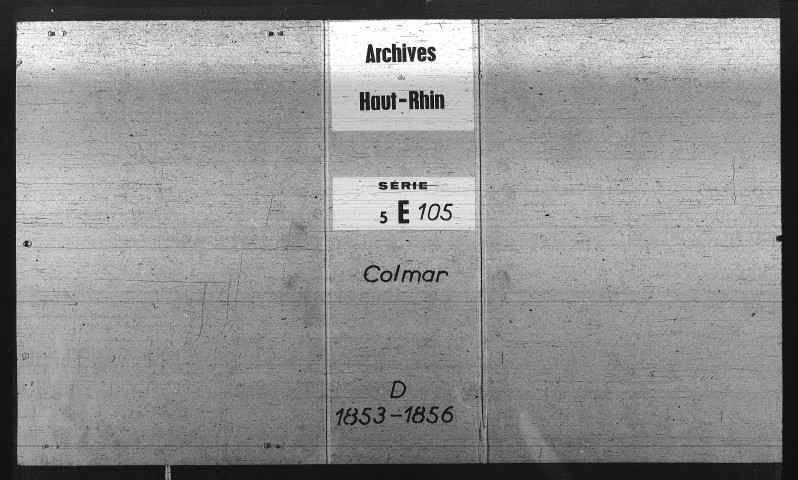 Archives
du
Haut-Rhin
SÉRIE
5 E 105
Colmar
D
1853-1856